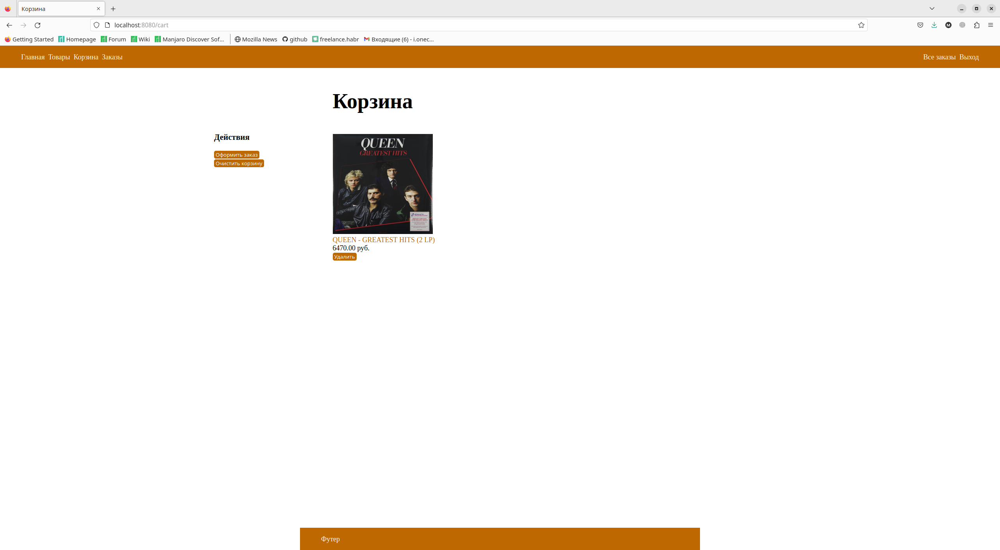 Корзина
localhost:8080/cart
Getting Started Homepage Forum Wiki Manjaro Discover Sof... Mozilla News github freelance.habr Входящие (6) - i.onec...
Главная Товары Корзина Заказы Все заказы Выход
Корзина
Действия
Оформить заказ
Очистить корзину
QUEEN
GREATEST HITS
QUEEN - GREATEST HITS (2 LP)
6470.00 руб.
Удалить
Футер